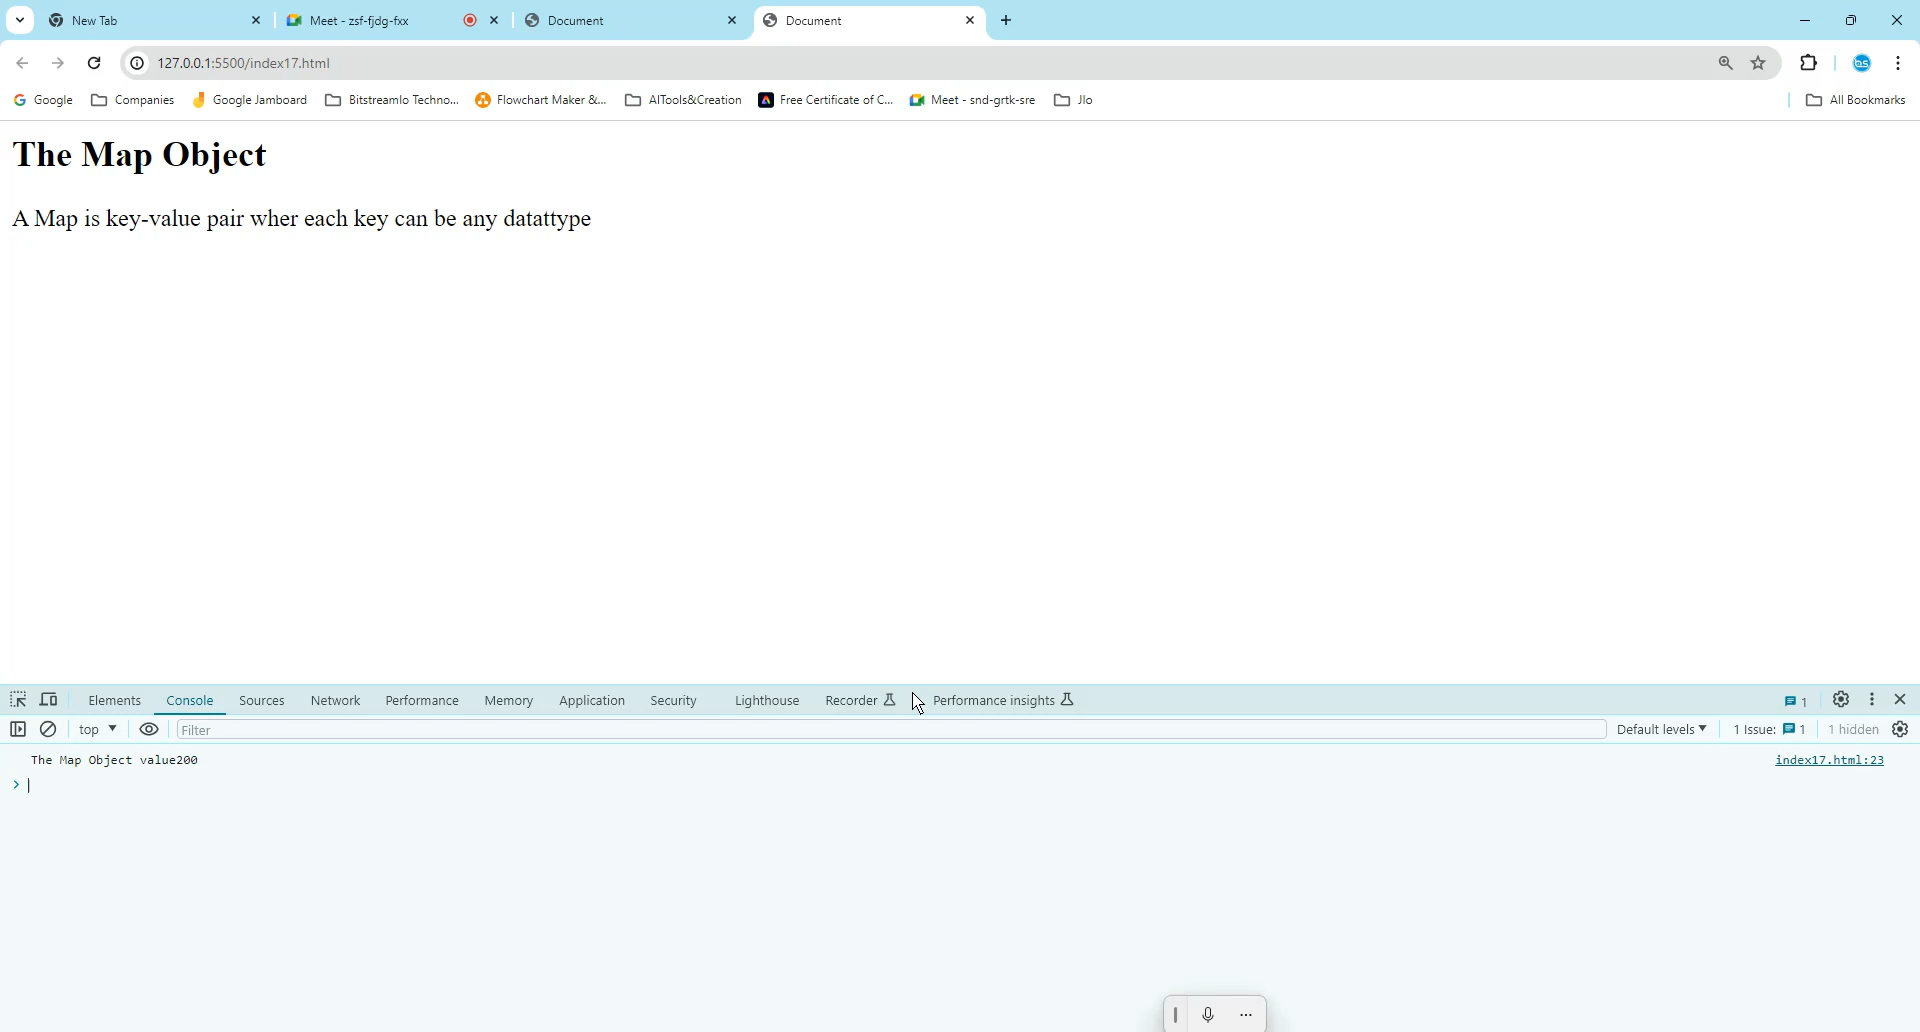 New Tab
Meet - zsf-fjdg-fxx
Document
Document
127.0.0.1:5500/index17.html
Google
Companies
Google Jamboard
Bitstreamlo Techno...
Flowchart Maker &...
AITools&Creation
Free Certificate of C...
Meet - snd-grtk-sre
Jlo
All Bookmarks
The Map Object
A Map is key-value pair wher each key can be any datattype
Elements
Console
Sources
Network
Performance
Memory
Application
Security
Lighthouse
Recorder
Performance insights
1
top
Filter
Default levels
1 Issue: 1
1 hidden
The Map Object value200
index17.html:23